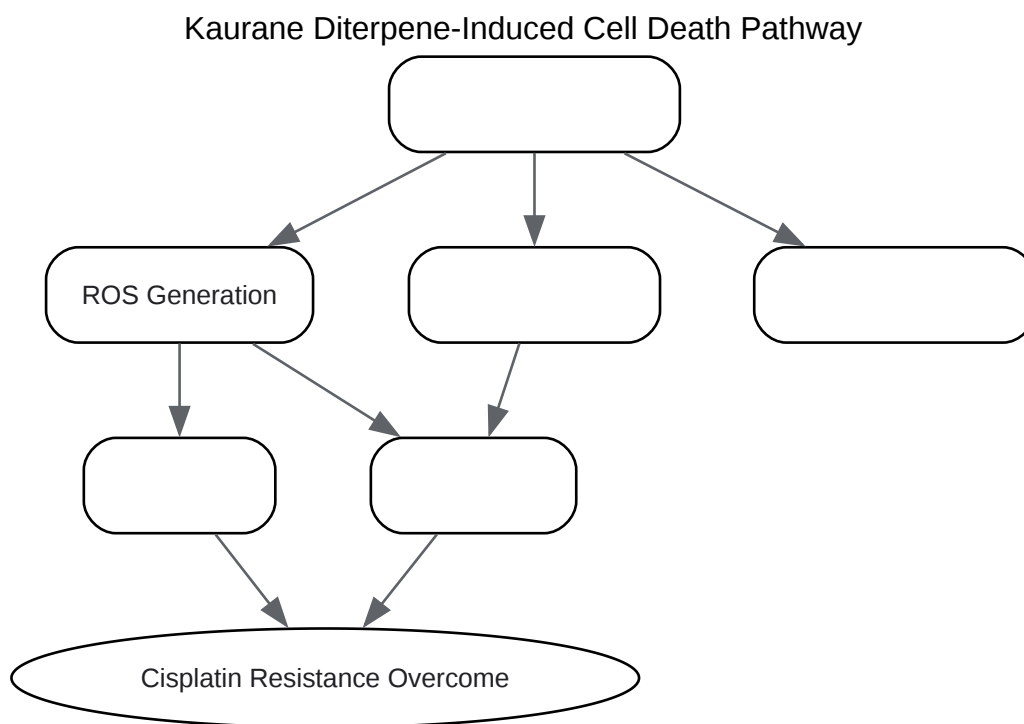 Kaurane Diterpene-Induced Cell Death Pathway
ROS Generation
Cisplatin Resistance Overcome